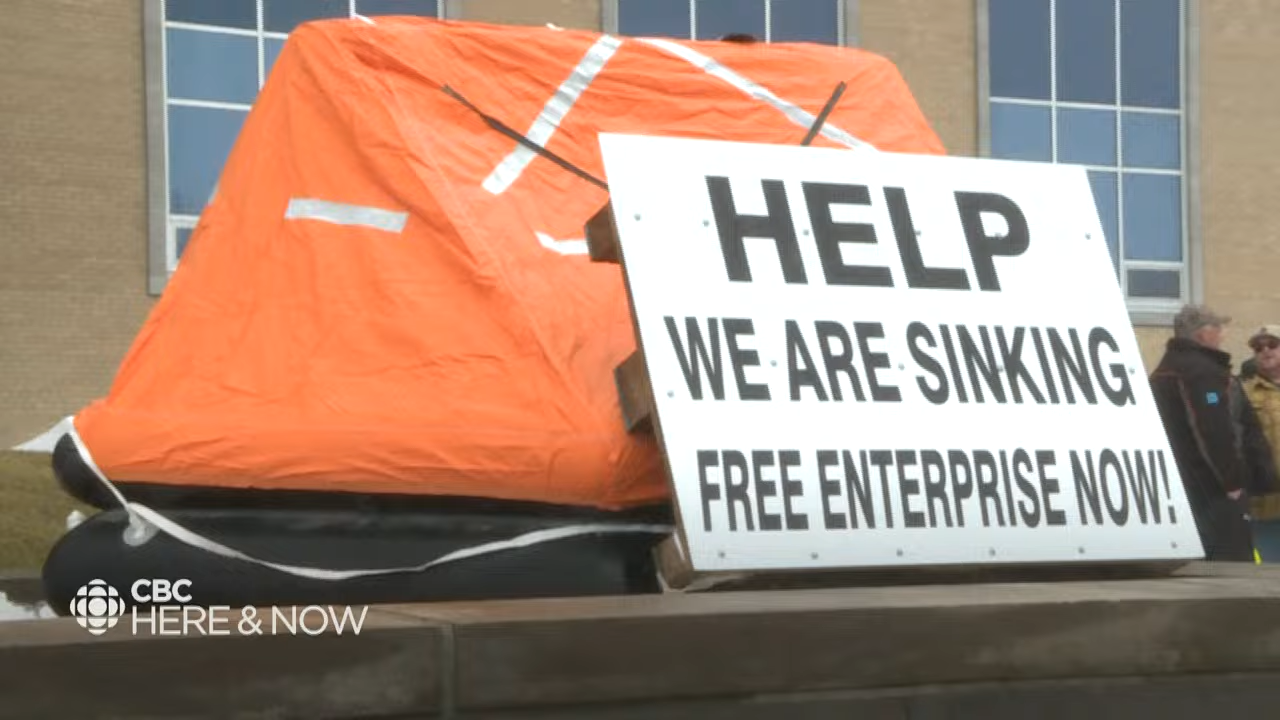 HELP
WE ARE SINKING
FREE ENTERPRISE NOW!
CBC
HERE & NOW